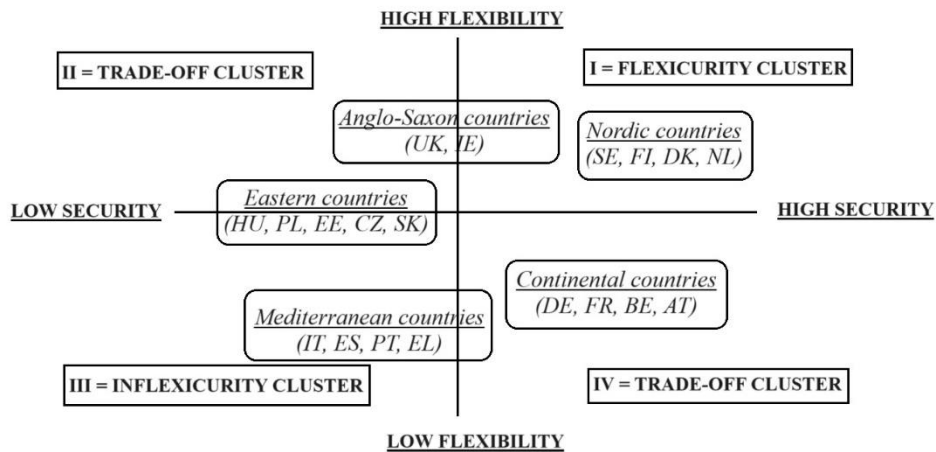 HIGH FLEXIBILITY
II = TRADE-OFF CLUSTER
I = FLEXICURITY CLUSTER
Anglo-Saxon countries
(UK, IE)
Nordic countries
(SE, FI, DK, NL)
Eastern countries
(HU, PL, EE, CZ, SK)
LOW SECURITY
HIGH SECURITY
Continental countries
(DE, FR, BE, AT)
Mediterranean countries
(IT, ES, PT, EL)
III = INFLEXICURITY CLUSTER
IV = TRADE-OFF CLUSTER
LOW FLEXIBILITY